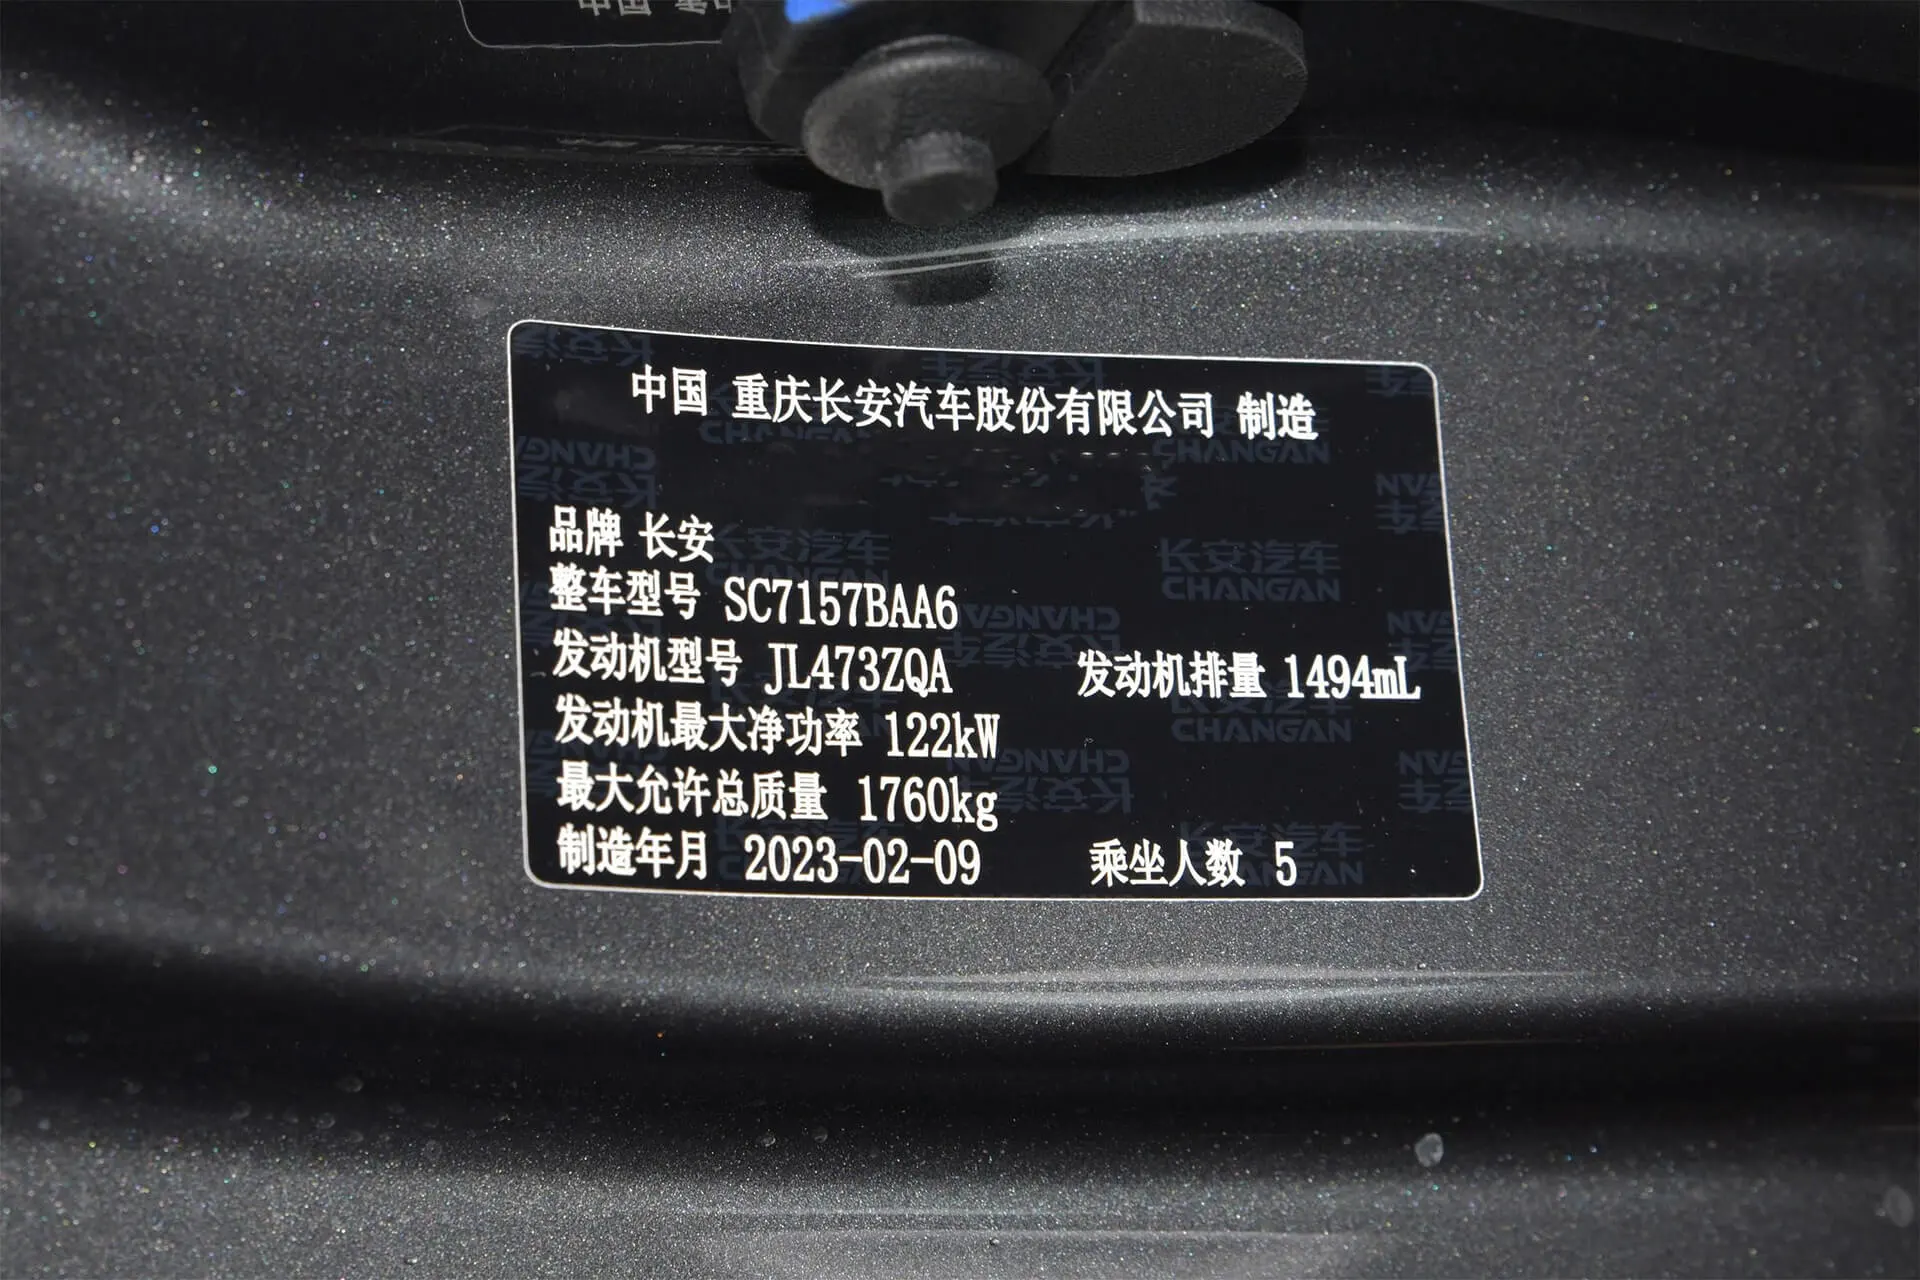 中国 重庆长安汽车股份有限公司 制造
品牌 长安
整车型号 SC7157BAA6
发动机型号 JL473ZQA 发动机排量 1494mL
发动机最大净功率 122kW
最大允许总质量 1760kg
制造年月 2023-02-09 乘坐人数 5